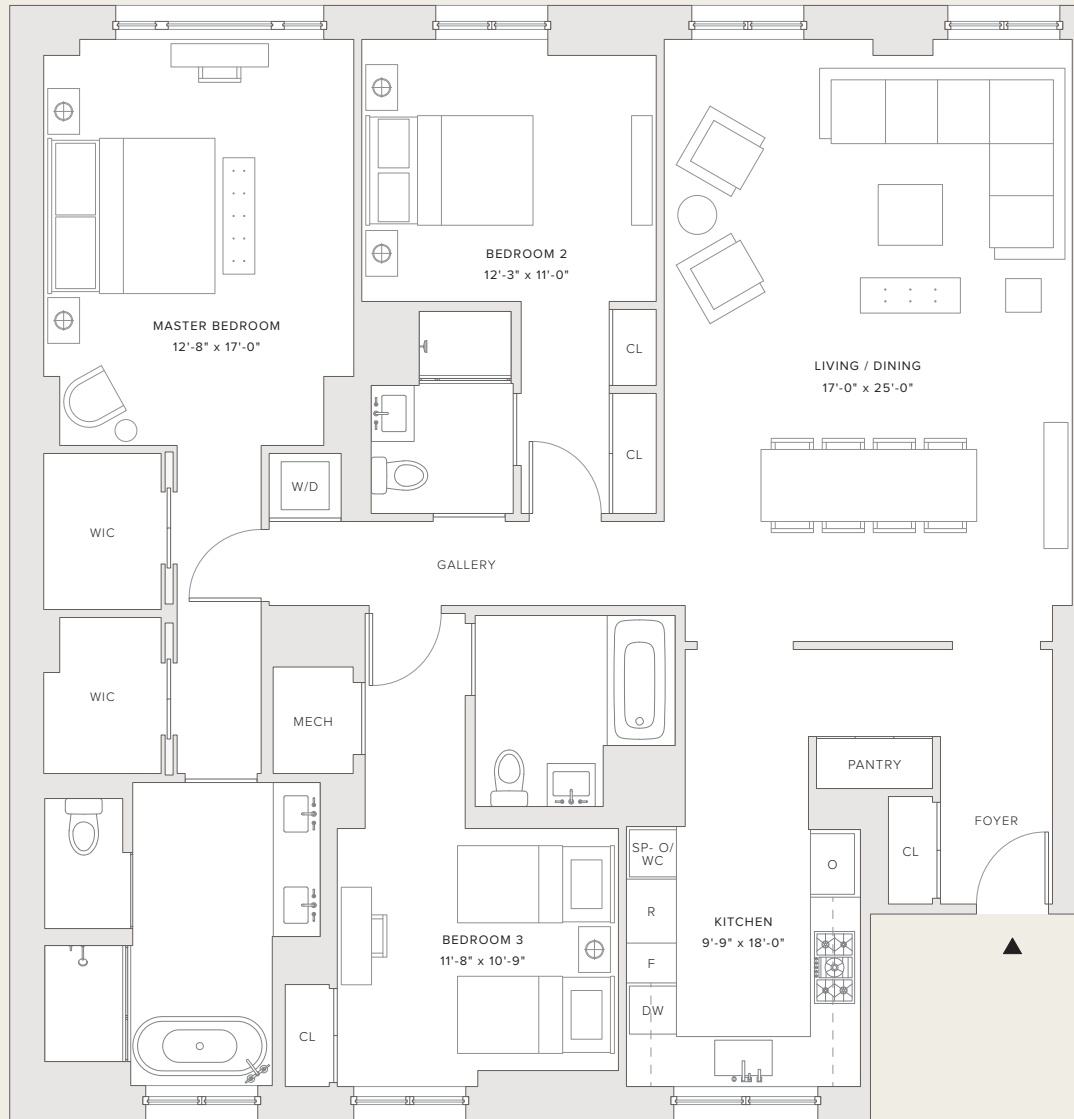 BEDROOM 2
12'-3" x 11'-0"
MASTER BEDROOM
12'-8" x 17'-0"
CL
LIVING / DINING
17'-0" x 25'-0"
CL
W/D
WIC
GALLERY
WIC
MECH
PANTRY
FOYER
SP- O/
WC
CL
O
R
KITCHEN
9'-9" x 18'-0"
BEDROOM 3
11'-8" x 10'-9"
F
DW
CL